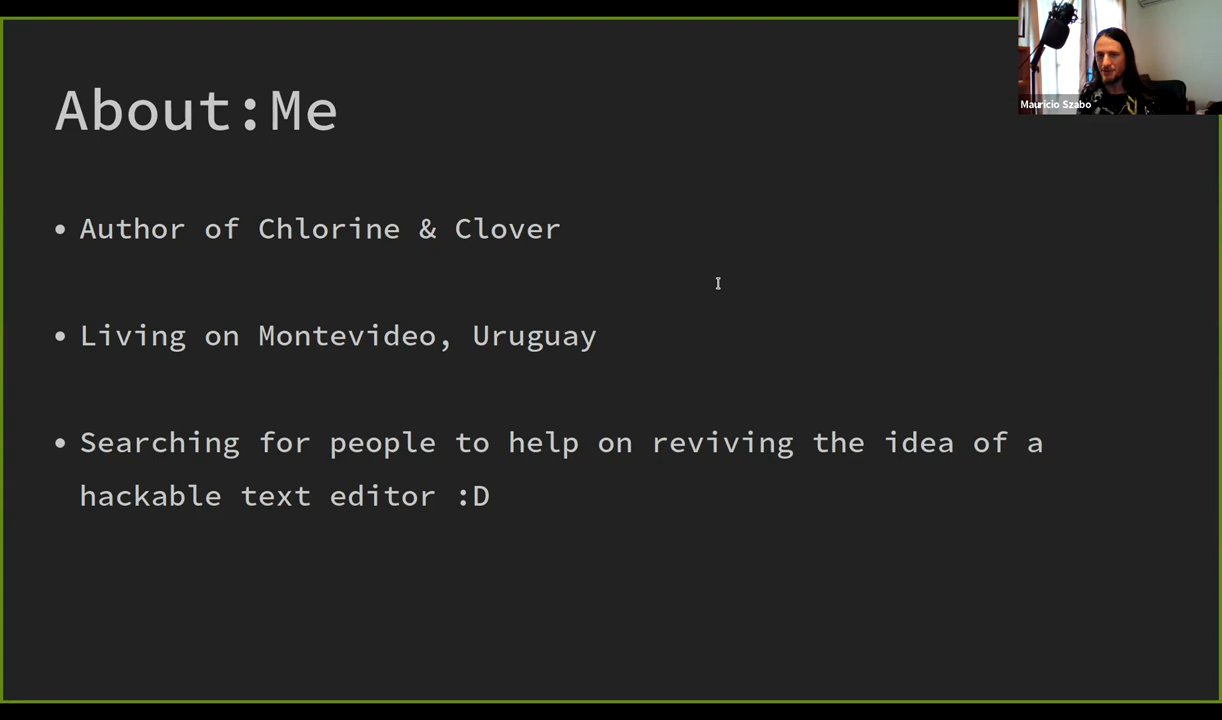 About:Me
Mauricio Szabo
• Author of Chlorine & Clover
• Living on Montevideo, Uruguay
• Searching for people to help on reviving the idea of a
hackable text editor :D